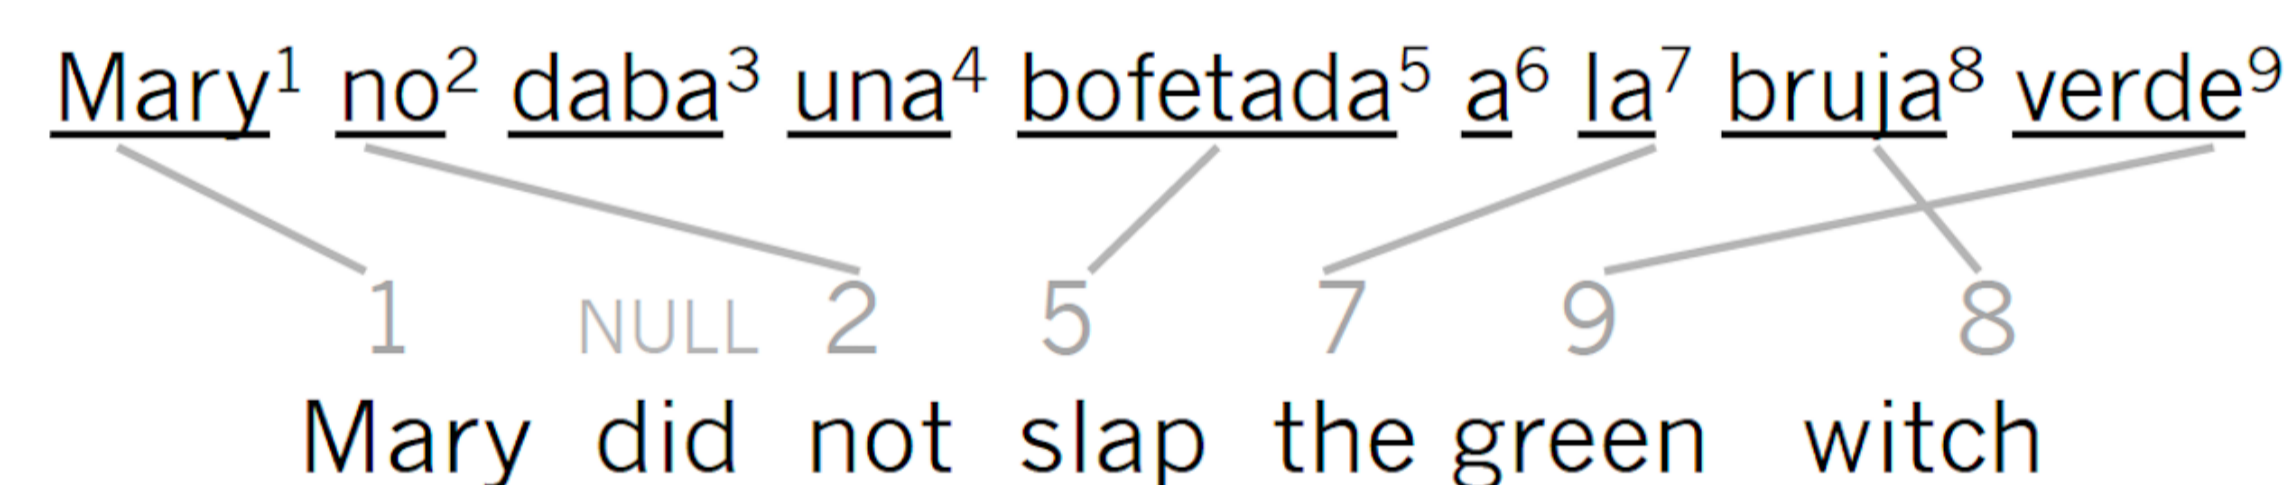 Mary¹ no² daba³ una⁴ bofetada⁵ a⁶ la⁷ bruja⁸ verde⁹
1 NULL 2 5 7 9 8
Mary did not slap the green witch